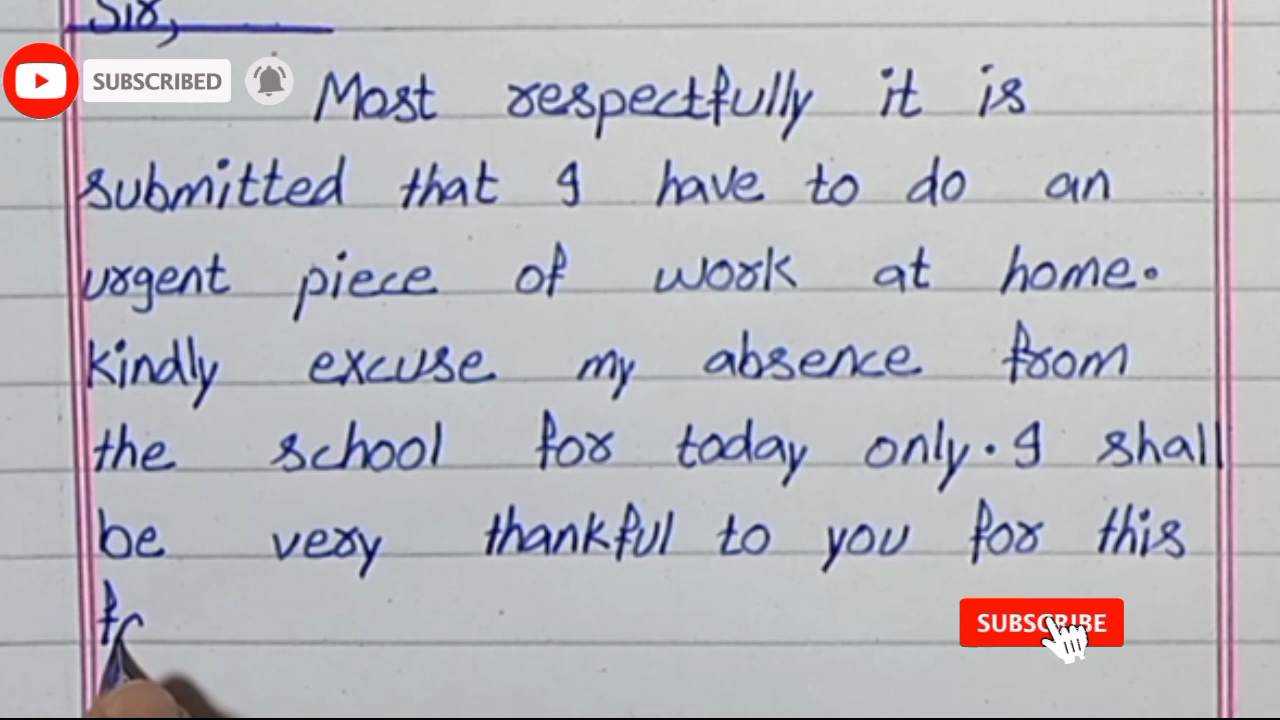 Sir,
SUBSCRIBED
Most respectfully it is
submitted that I have to do an
urgent piece of work at home.
Kindly excuse my absence from
the school for today only. I shall
be very thankful to you for this
SUBSCRIBE